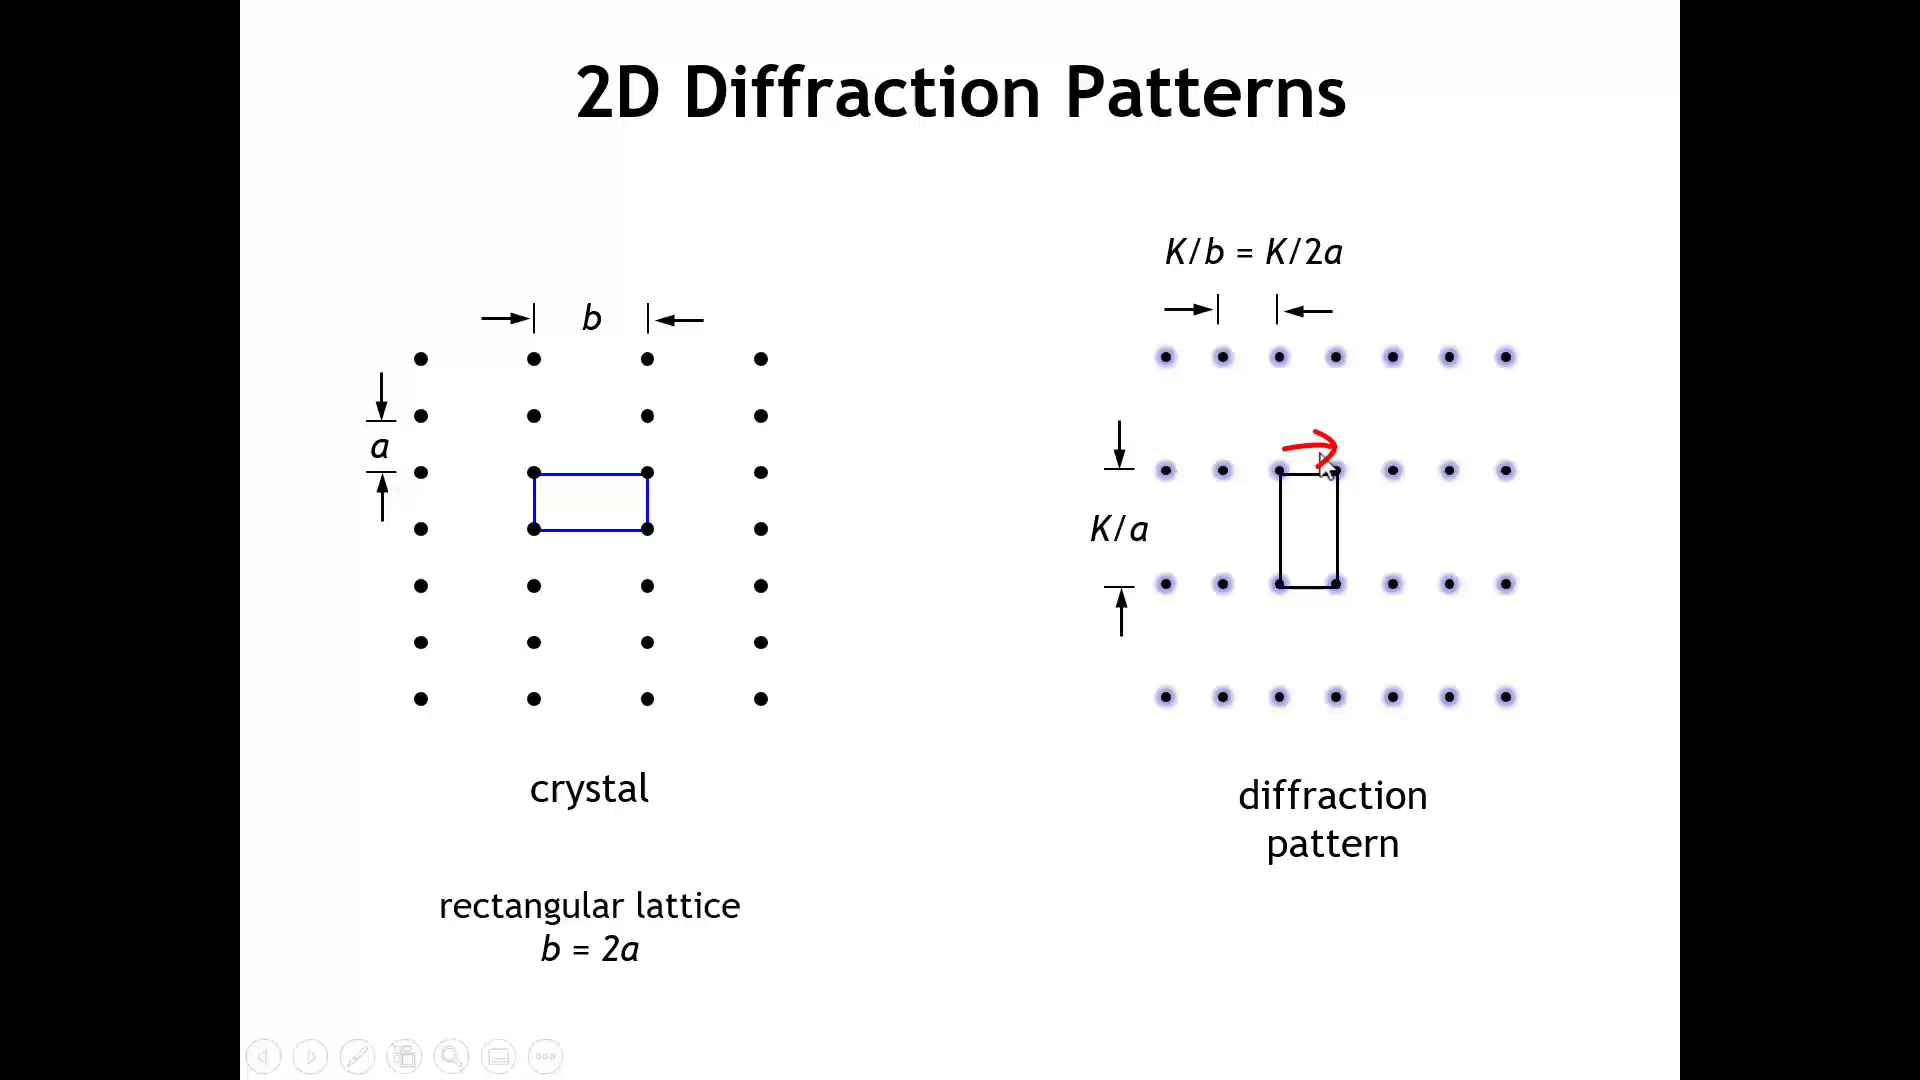 2D Diffraction Patterns
K/b = K/2a
b
a
K/a
crystal
diffraction
pattern
rectangular lattice
b = 2a